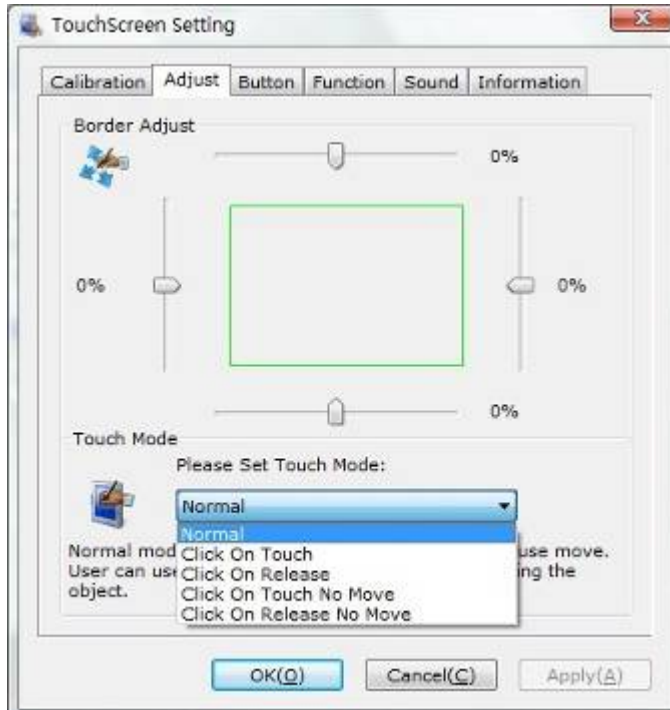 TouchScreen Setting
Calibration Adjust Button Function Sound Information
Border Adjust
0%
0% 0%
0%
Touch Mode
Please Set Touch Mode:
Normal
Normal
Click On Touch
Click On Release
Click On Touch No Move
Click On Release No Move
Normal mod use move.
User can us ing the
object.
OK(O) Cancel(C) Apply(A)